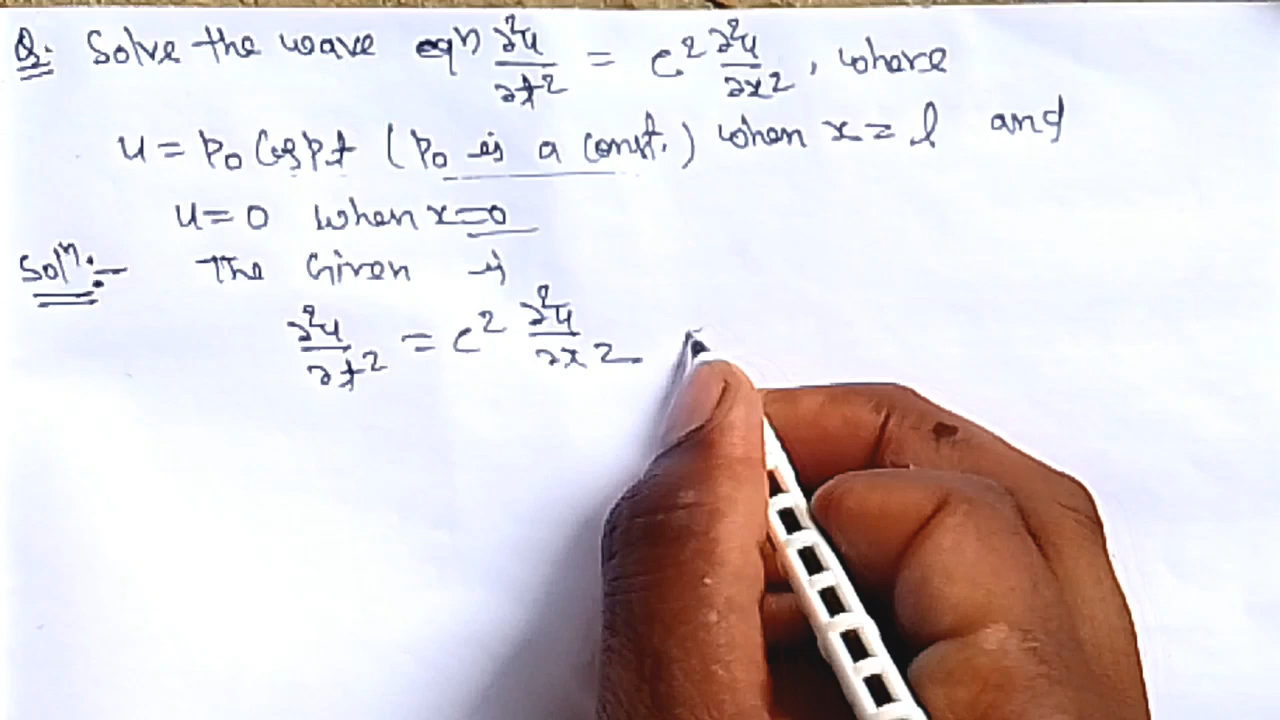 Q. Solve the wave eqⁿ ∂²u/∂t² = c² ∂²u/∂x², where
u = P₀ Cos Pt (P₀ is a const.) when x = l and
u = 0 when x = 0
Solⁿ:- The Given is
∂²u/∂t² = c² ∂²u/∂x²